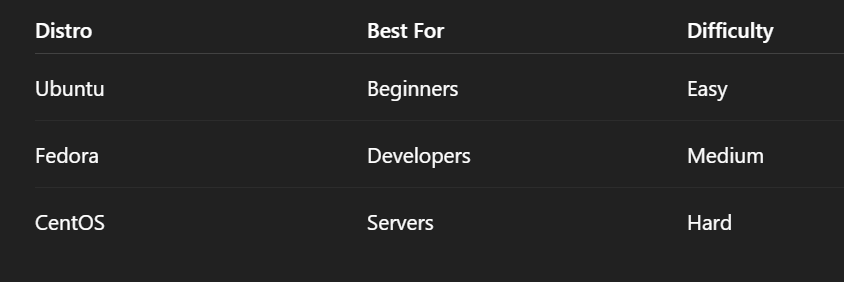 Distro Best For Difficulty
Ubuntu Beginners Easy
Fedora Developers Medium
CentOS Servers Hard